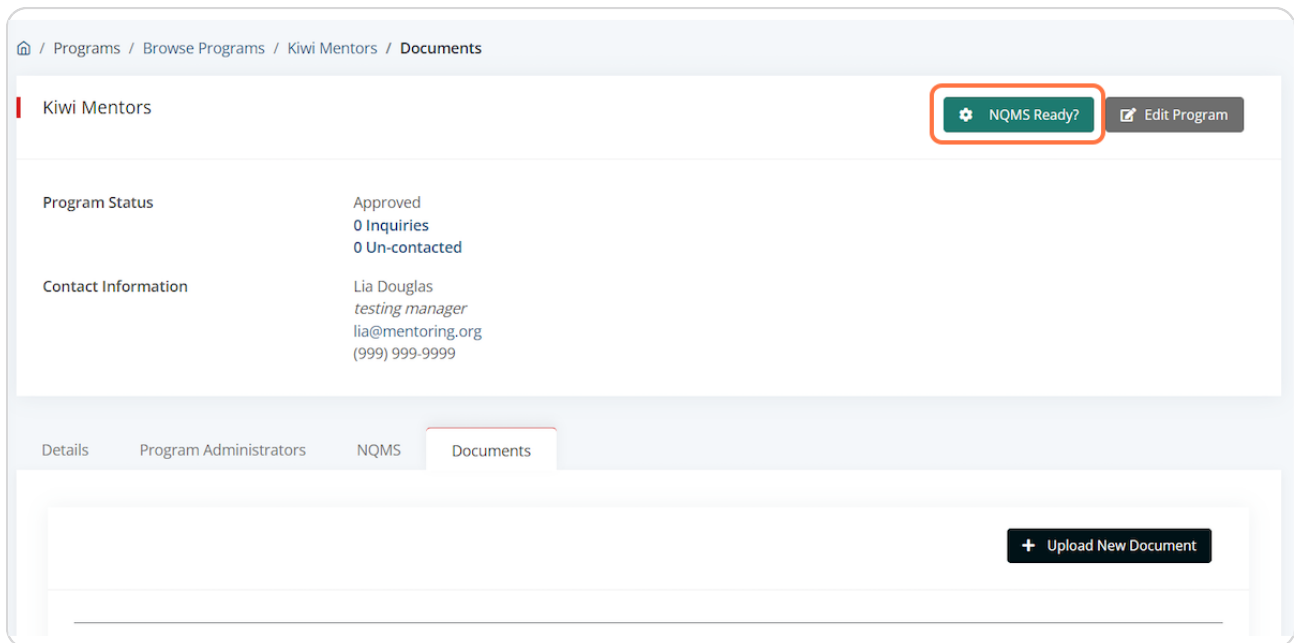 / Programs / Browse Programs / Kiwi Mentors / Documents
Kiwi Mentors
NQMS Ready?
Edit Program
Program Status
Approved
0 Inquiries
0 Un-contacted
Contact Information
Lia Douglas
testing manager
lia@mentoring.org
(999) 999-9999
Details
Program Administrators
NQMS
Documents
+ Upload New Document